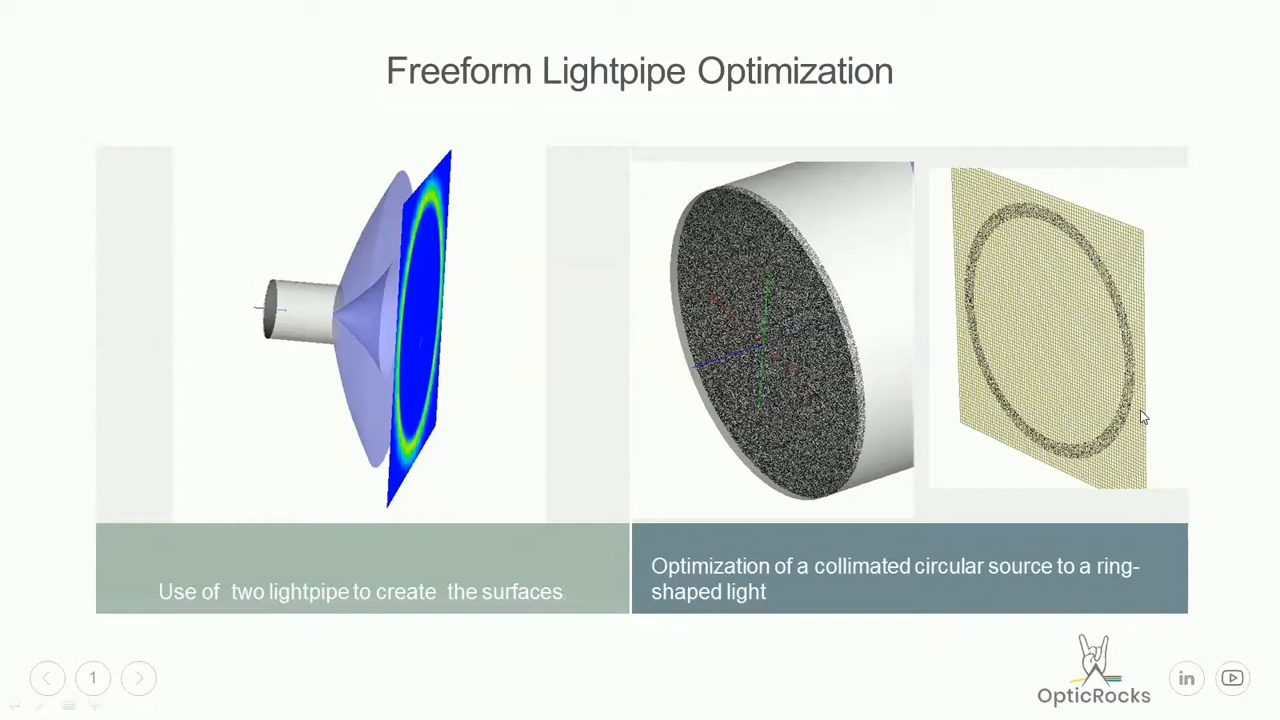 Freeform Lightpipe Optimization
Use of two lightpipe to create the surfaces.
Optimization of a collimated circular source to a ring-
shaped light
1
OpticRocks
in